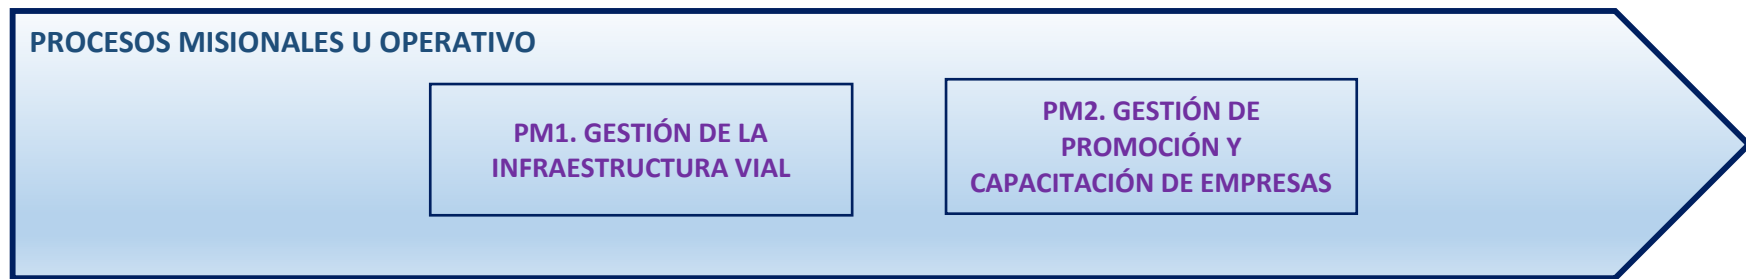 PROCESOS MISIONALES U OPERATIVO
PM1. GESTIÓN DE LA
INFRAESTRUCTURA VIAL
PM2. GESTIÓN DE
PROMOCIÓN Y
CAPACITACIÓN DE EMPRESAS